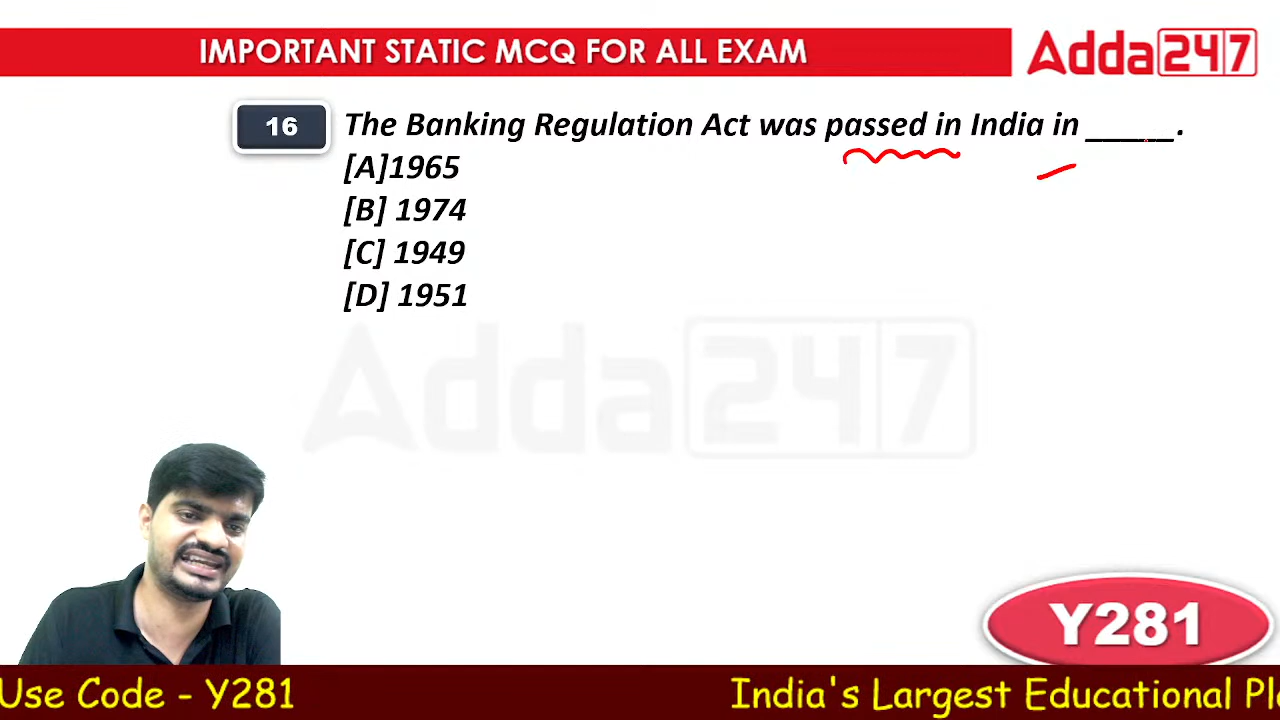 IMPORTANT STATIC MCQ FOR ALL EXAM
Adda247
16
The Banking Regulation Act was passed in India in _____.
[A]1965
[B] 1974
[C] 1949
[D] 1951
Adda247
Y281
Use Code - Y281
India's Largest Educational Pl